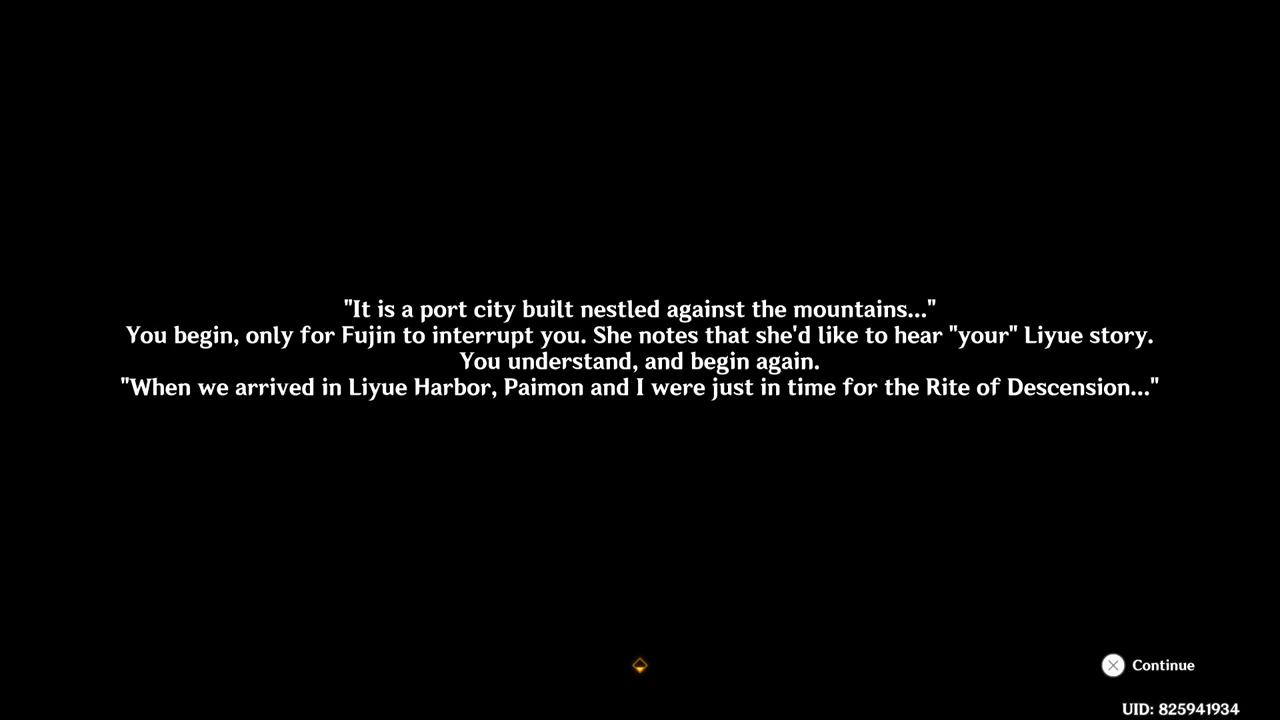 "It is a port city built nestled against the mountains..."
You begin, only for Fujin to interrupt you. She notes that she'd like to hear "your" Liyue story.
You understand, and begin again.
"When we arrived in Liyue Harbor, Paimon and I were just in time for the Rite of Descension..."
Continue
UID: 825941934